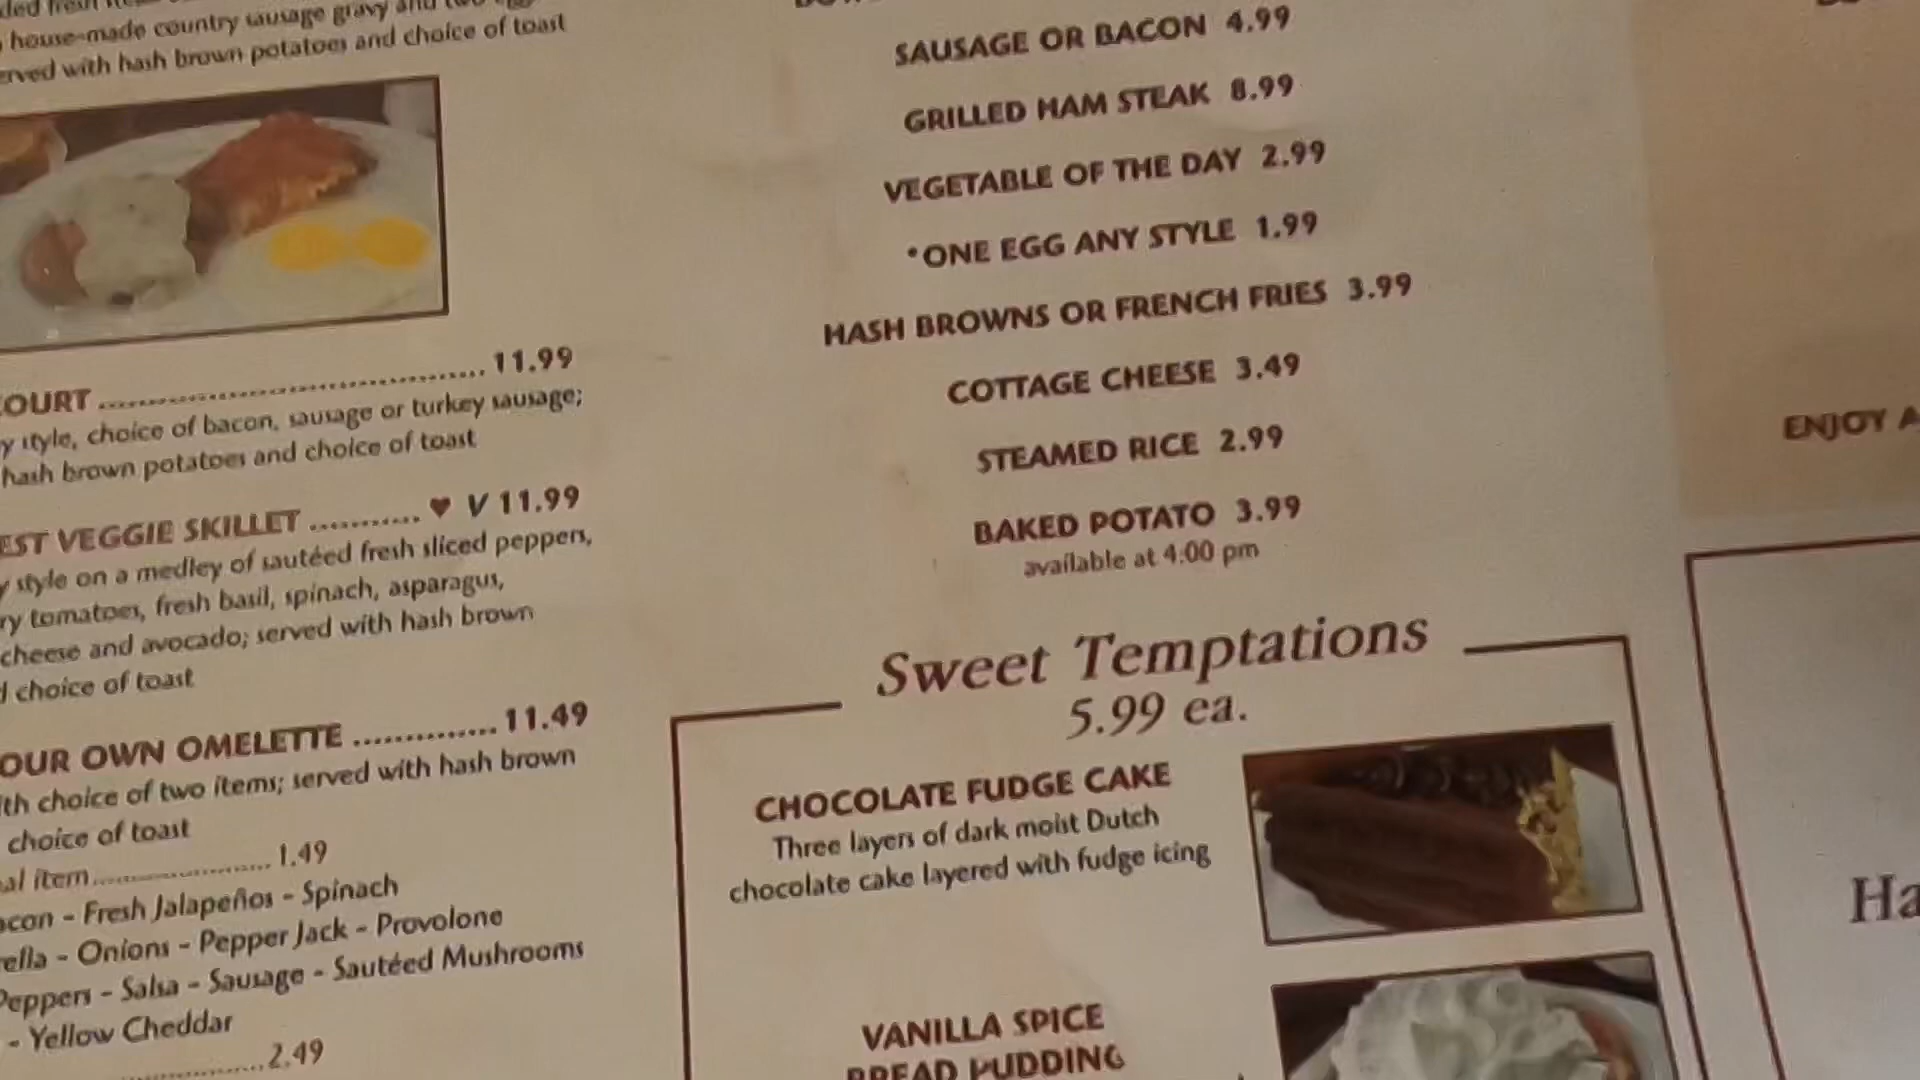 house-made country sausage gravy and two
served with hash brown potatoes and choice of toast
COURT 11.99
y style, choice of bacon, sausage or turkey sausage;
hash brown potatoes and choice of toast
EST VEGGIE SKILLET ........... ♥ V 11.99
y style on a medley of sautéed fresh sliced peppers,
ry tomatoes, fresh basil, spinach, asparagus,
cheese and avocado; served with hash brown
d choice of toast
OUR OWN OMELETTE .............. 11.49
ith choice of two items; served with hash brown
choice of toast
al item 1.49
acon - Fresh Jalapeños - Spinach
rella - Onions - Pepper Jack - Provolone
Peppers - Salsa - Sausage - Sautéed Mushrooms
- Yellow Cheddar
2.49
SAUSAGE OR BACON 4.99
GRILLED HAM STEAK 8.99
VEGETABLE OF THE DAY 2.99
*ONE EGG ANY STYLE 1.99
HASH BROWNS OR FRENCH FRIES 3.99
COTTAGE CHEESE 3.49
STEAMED RICE 2.99
BAKED POTATO 3.99
available at 4:00 pm
Sweet Temptations
5.99 ea.
CHOCOLATE FUDGE CAKE
Three layers of dark moist Dutch
chocolate cake layered with fudge icing
VANILLA SPICE
BREAD PUDDING
ENJOY A
Ha